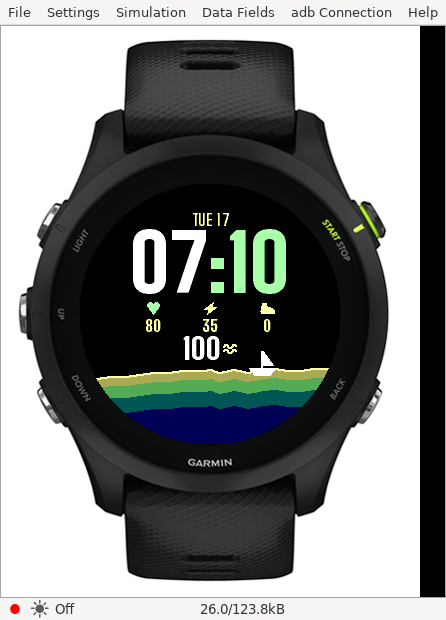 File Settings Simulation Data Fields adb Connection Help
TUE 17
07:10
START STOP
LIGHT
80 35 0
UP
100
DOWN
BACK
GARMIN
Off 26.0/123.8kB